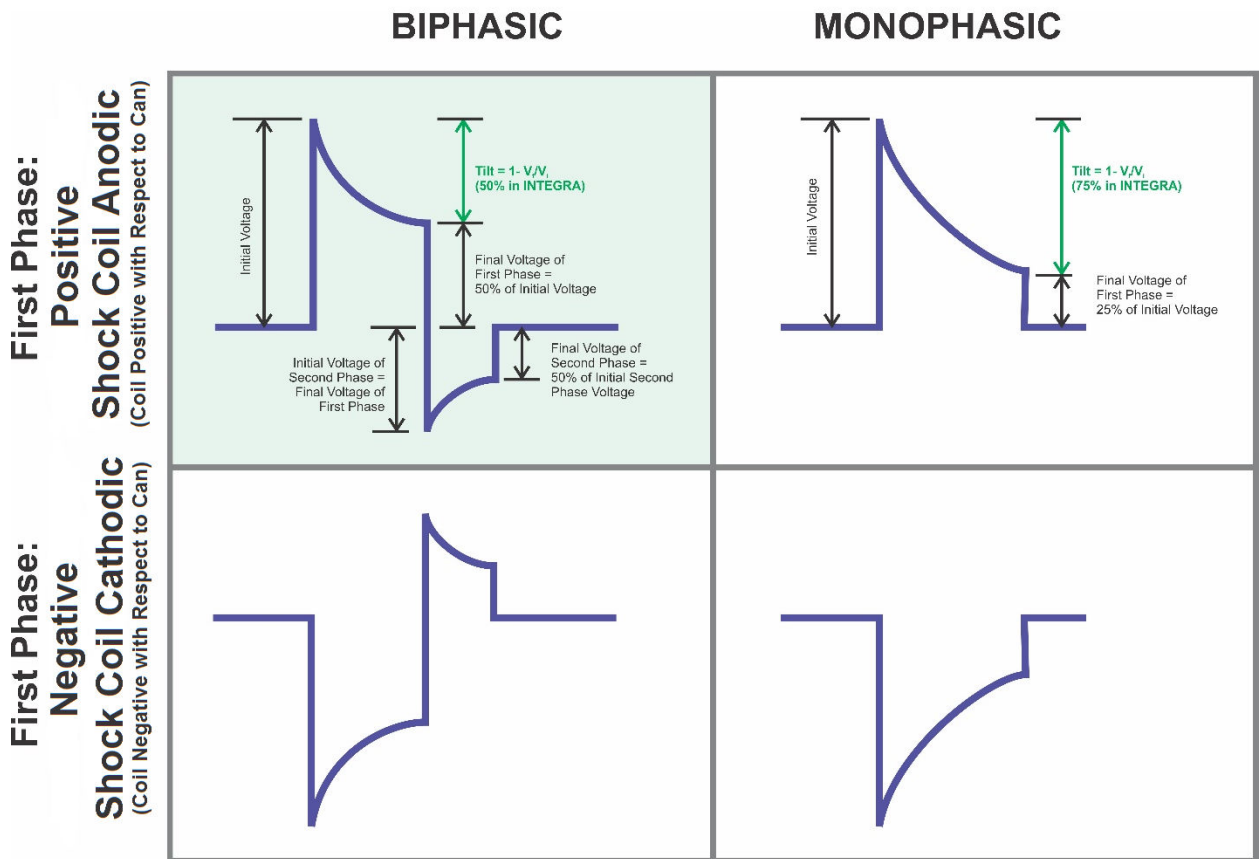 BIPHASIC
MONOPHASIC
First Phase:
Positive
Shock Coil Anodic
(Coil Positive with Respect to Can)
Initial Voltage
Tilt = 1- Vf/Vi
(50% in INTEGRA)
Final Voltage of
First Phase =
50% of Initial Voltage
Initial Voltage of
Second Phase =
Final Voltage of
First Phase
Final Voltage of
Second Phase =
50% of Initial Second
Phase Voltage
Initial Voltage
Tilt = 1- Vf/Vi
(75% in INTEGRA)
Final Voltage of
First Phase =
25% of Initial Voltage
First Phase:
Negative
Shock Coil Cathodic
(Coil Negative with Respect to Can)